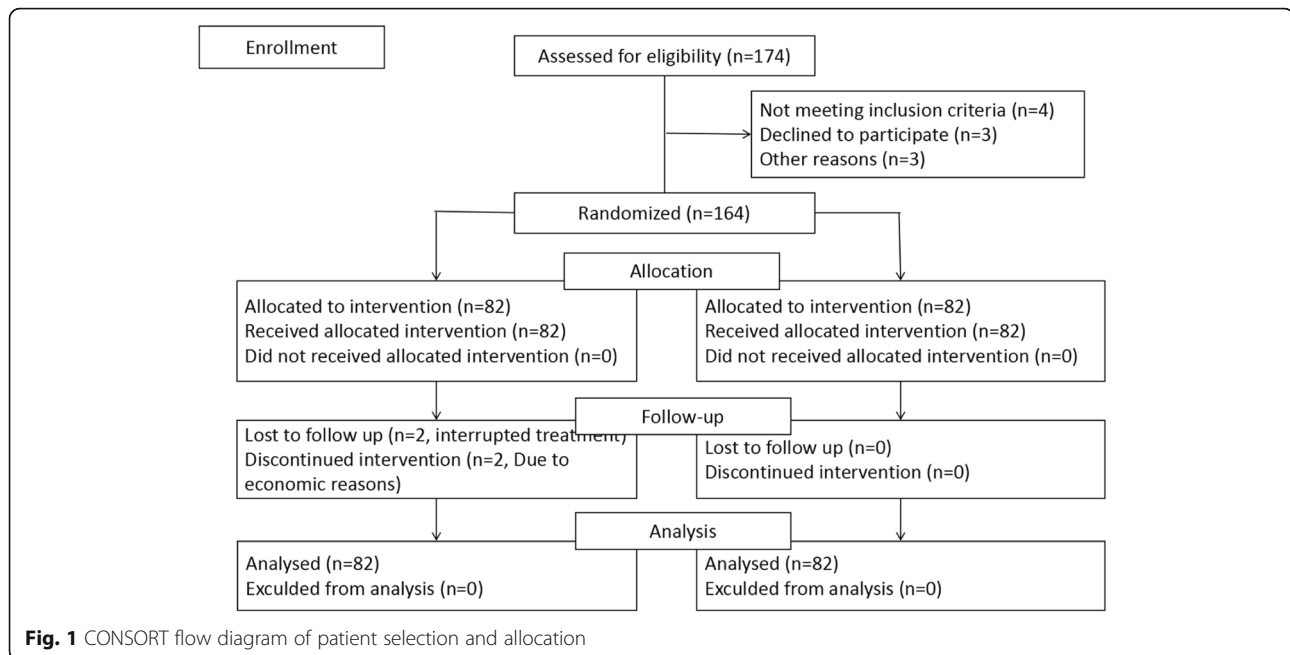 Enrollment
Assessed for eligibility (n=174)
Not meeting inclusion criteria (n=4)
Declined to participate (n=3)
Other reasons (n=3)
Randomized (n=164)
Allocation
Allocated to intervention (n=82)
Received allocated intervention (n=82)
Did not received allocated intervention (n=0)
Allocated to intervention (n=82)
Received allocated intervention (n=82)
Did not received allocated intervention (n=0)
Follow-up
Lost to follow up (n=2, interrupted treatment)
Discontinued intervention (n=2, Due to
economic reasons)
Lost to follow up (n=0)
Discontinued intervention (n=0)
Analysis
Analysed (n=82)
Exculded from analysis (n=0)
Analysed (n=82)
Exculded from analysis (n=0)
Fig. 1 CONSORT flow diagram of patient selection and allocation